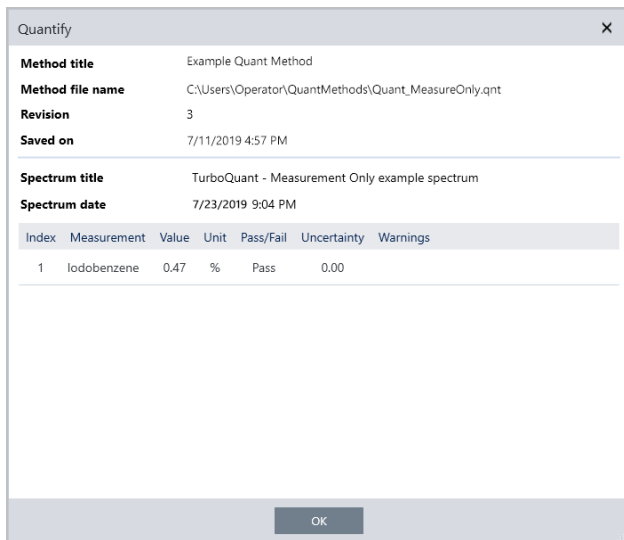 Quantify
Method title Example Quant Method
Method file name C:\Users\Operator\QuantMethods\Quant_MeasureOnly.qnt
Revision 3
Saved on 7/11/2019 4:57 PM
Spectrum title TurboQuant - Measurement Only example spectrum
Spectrum date 7/23/2019 9:04 PM
Index Measurement Value Unit Pass/Fail Uncertainty Warnings
1 Iodobenzene 0.47 % Pass 0.00
OK